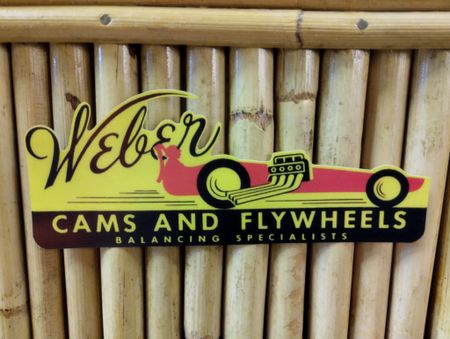 Weber
CAMS AND FLYWHEELS
BALANCING SPECIALISTS